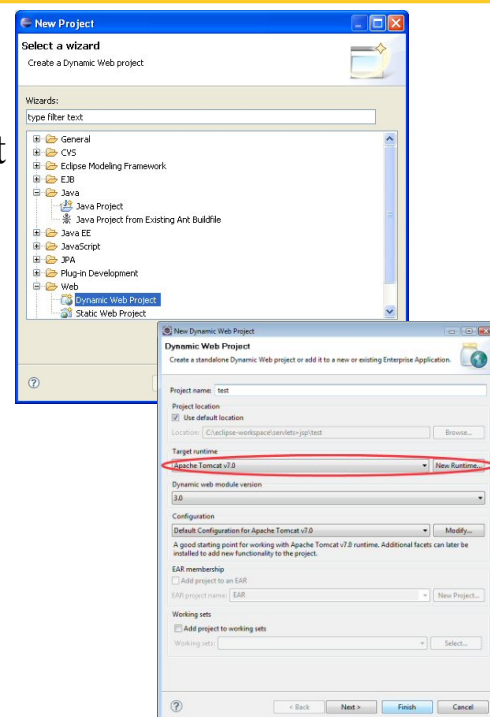 New Project
Select a wizard
Create a Dynamic Web project
Wizards:
type filter text
General
CVS
Eclipse Modeling Framework
EJB
Java
Java Project
Java Project from Existing Ant Buildfile
Java EE
JavaScript
JPA
Plug-in Development
Web
Dynamic Web Project
Static Web Project
t
New Dynamic Web Project
Dynamic Web Project
Create a standalone Dynamic Web project or add it to a new or existing Enterprise Application.
Project name: test
Project location
Use default location
Location: C:\eclipse-workspace\servlets+jsp\test Browse...
Target runtime
Apache Tomcat v7.0 New Runtime...
Dynamic web module version
3.0
Configuration
Default Configuration for Apache Tomcat v7.0 Modify...
A good starting point for working with Apache Tomcat v7.0 runtime. Additional facets can later be
installed to add new functionality to the project.
EAR membership
Add project to an EAR
EAR project name: EAR New Project...
Working sets
Add project to working sets
Working sets: Select...
? < Back Next > Finish Cancel
?